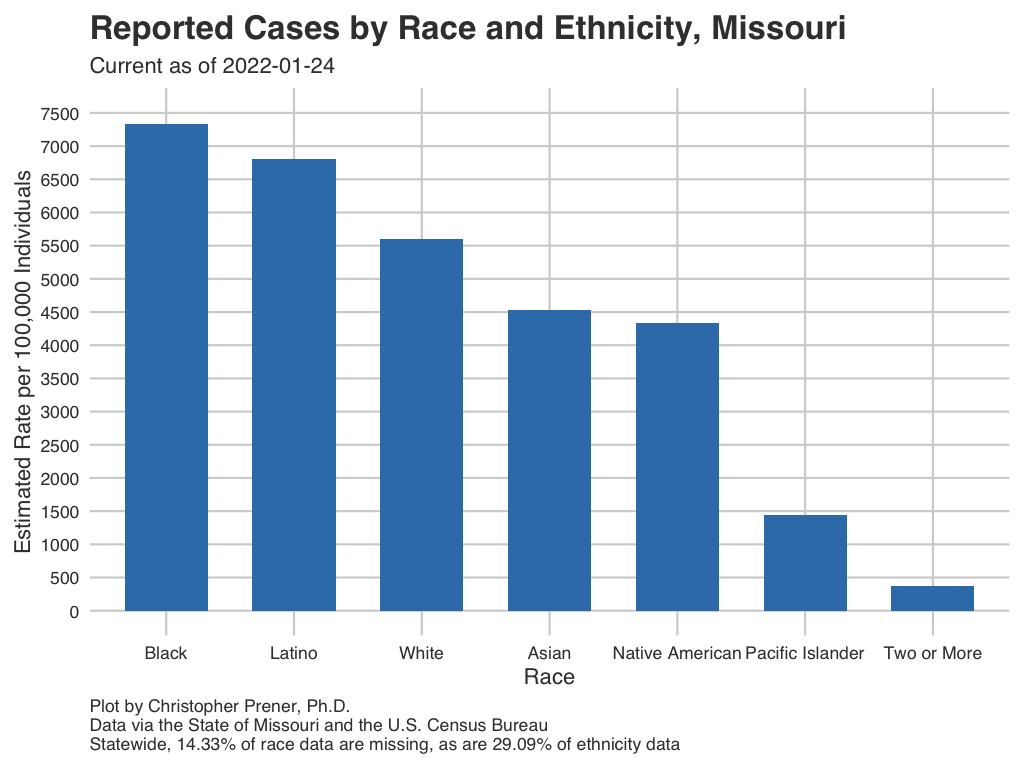 Reported Cases by Race and Ethnicity, Missouri
Current as of 2022-01-24
Estimated Rate per 100,000 Individuals
7500
7000
6500
6000
5500
5000
4500
4000
3500
3000
2500
2000
1500
1000
500
0
Black Latino White Asian Native American Pacific Islander Two or More
Race
Plot by Christopher Prener, Ph.D.
Data via the State of Missouri and the U.S. Census Bureau
Statewide, 14.33% of race data are missing, as are 29.09% of ethnicity data